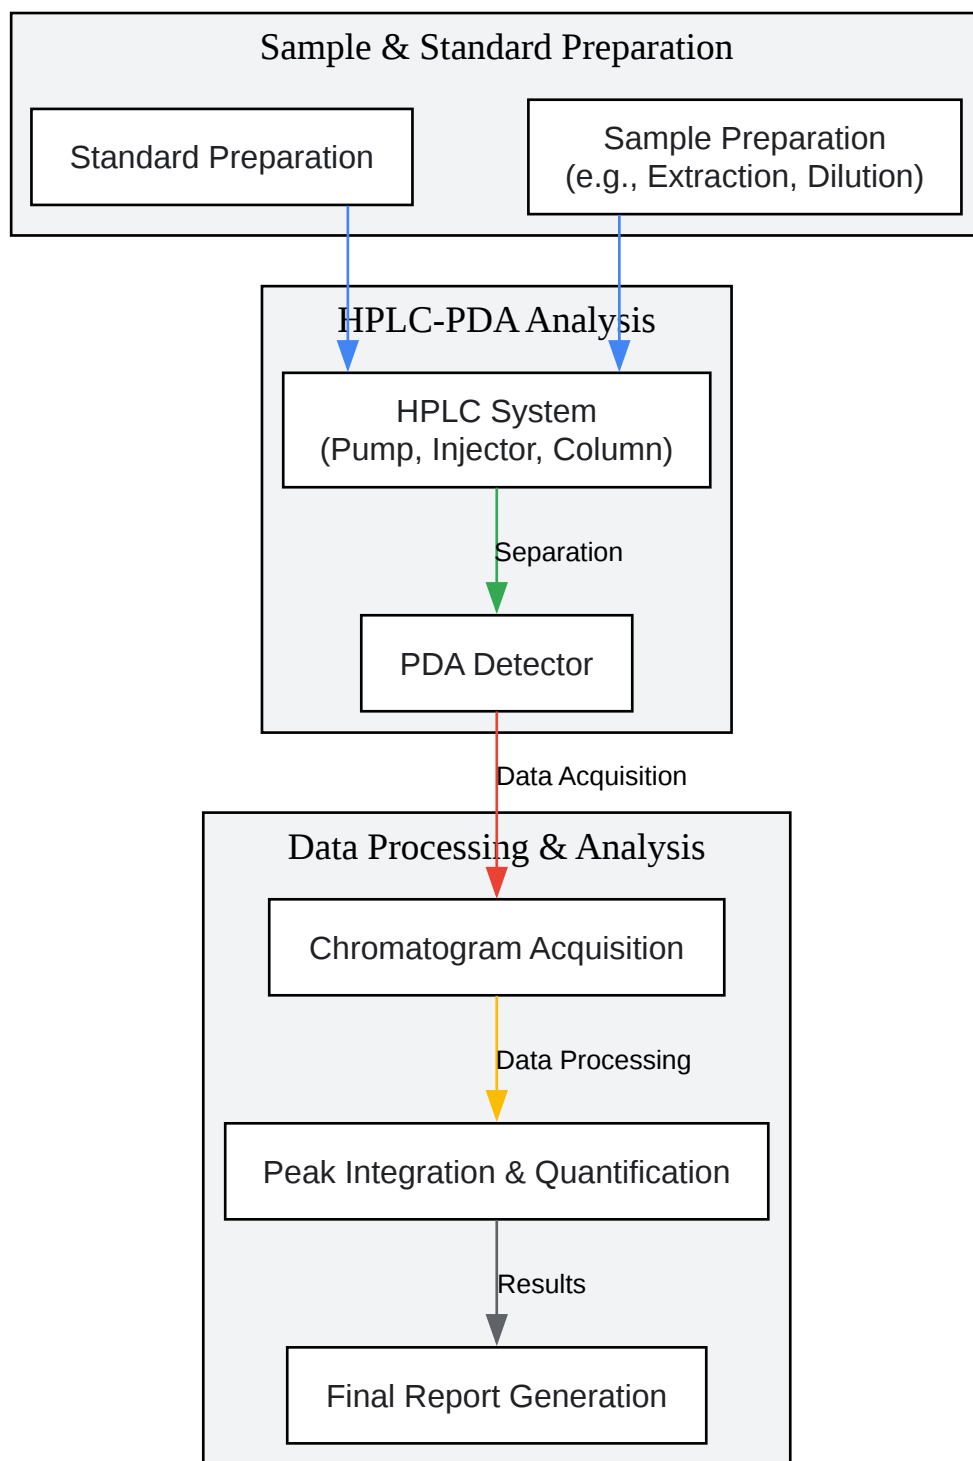 Sample & Standard Preparation
Standard Preparation
Sample Preparation
(e.g., Extraction, Dilution)
HPLC-PDA Analysis
HPLC System
(Pump, Injector, Column)
Separation
PDA Detector
Data Acquisition
Data Processing & Analysis
Chromatogram Acquisition
Data Processing
Peak Integration & Quantification
Results
Final Report Generation